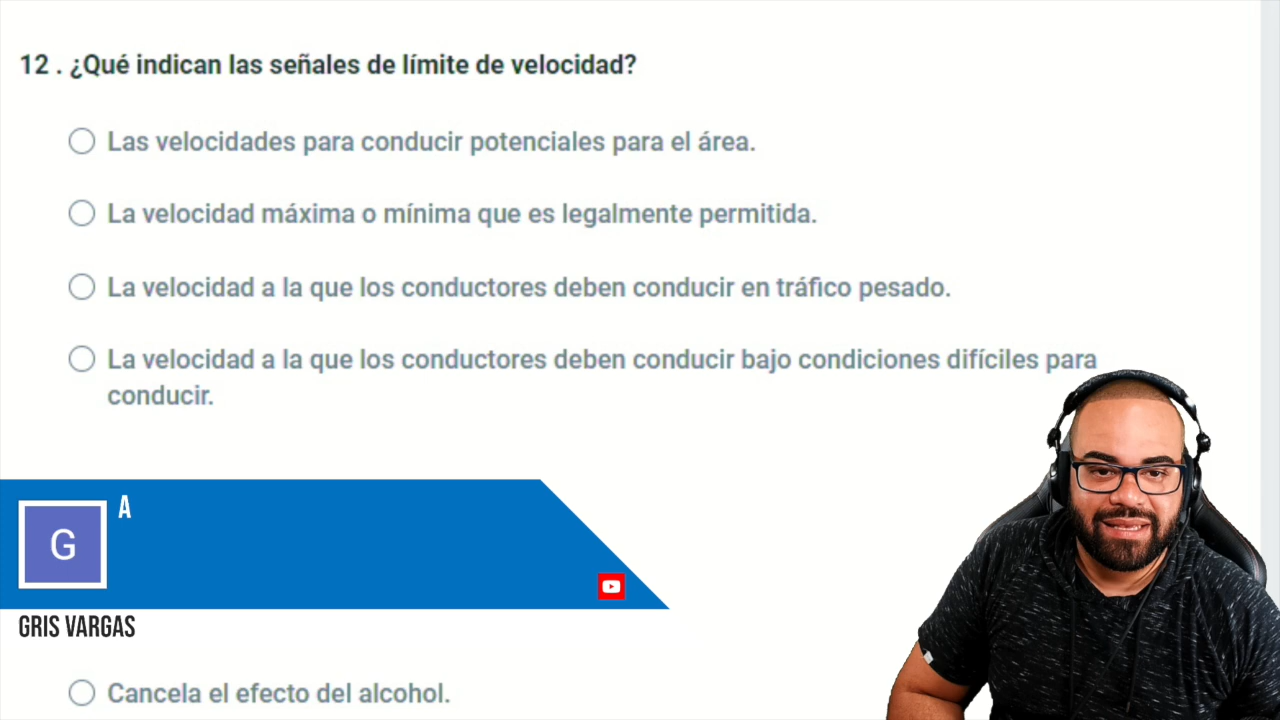 12 . ¿Qué indican las señales de límite de velocidad?
Las velocidades para conducir potenciales para el área.
La velocidad máxima o mínima que es legalmente permitida.
La velocidad a la que los conductores deben conducir en tráfico pesado.
La velocidad a la que los conductores deben conducir bajo condiciones difíciles para
conducir.
A
G
GRIS VARGAS
Cancela el efecto del alcohol.